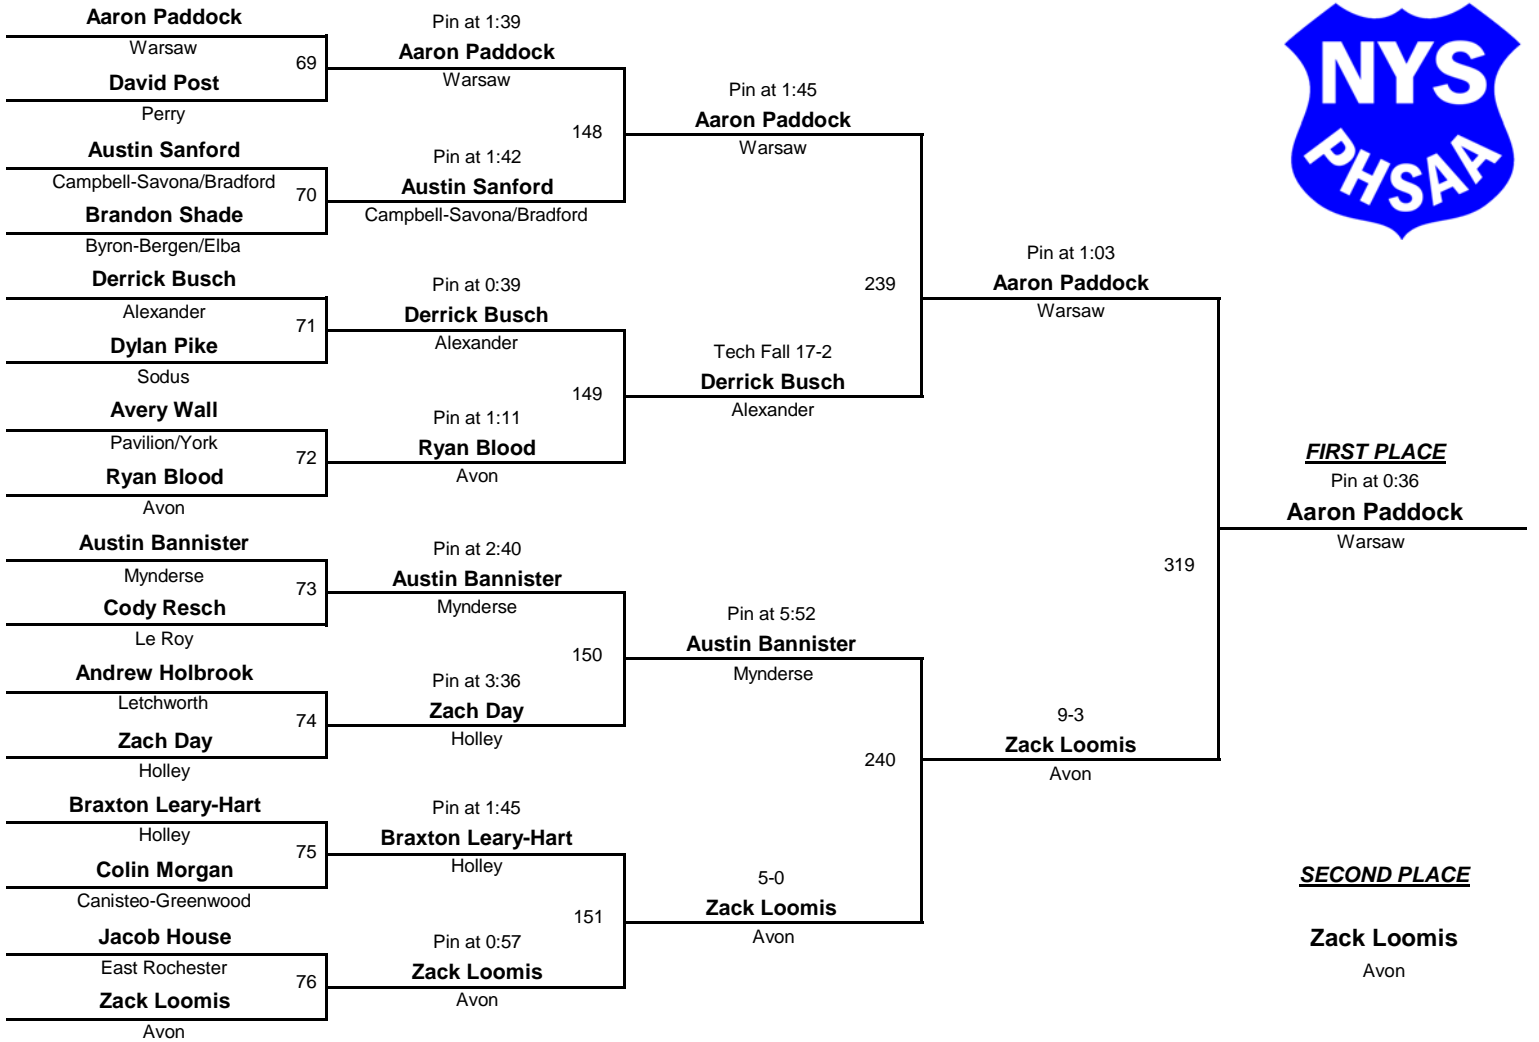 Aaron Paddock
Warsaw
69
David Post
Perry
Austin Sanford
Campbell-Savona/Bradford
70
Brandon Shade
Byron-Bergen/Elba
Derrick Busch
Alexander
71
Dylan Pike
Sodus
Avery Wall
Pavilion/York
72
Ryan Blood
Avon
Austin Bannister
Mynderse
73
Cody Resch
Le Roy
Andrew Holbrook
Letchworth
74
Zach Day
Holley
Braxton Leary-Hart
Holley
75
Colin Morgan
Canisteo-Greenwood
Jacob House
East Rochester
76
Zack Loomis
Avon
Pin at 1:39
Aaron Paddock
Warsaw
148
Pin at 1:42
Austin Sanford
Campbell-Savona/Bradford
Pin at 0:39
Derrick Busch
Alexander
149
Pin at 1:11
Ryan Blood
Avon
Pin at 2:40
Austin Bannister
Mynderse
150
Pin at 3:36
Zach Day
Holley
Pin at 1:45
Braxton Leary-Hart
Holley
151
Pin at 0:57
Zack Loomis
Avon
Pin at 1:45
Aaron Paddock
Warsaw
239
Tech Fall 17-2
Derrick Busch
Alexander
Pin at 5:52
Austin Bannister
Mynderse
240
5-0
Zack Loomis
Avon
Pin at 1:03
Aaron Paddock
Warsaw
319
9-3
Zack Loomis
Avon
NYS
PHSAA
FIRST PLACE
Pin at 0:36
Aaron Paddock
Warsaw
SECOND PLACE
Zack Loomis
Avon